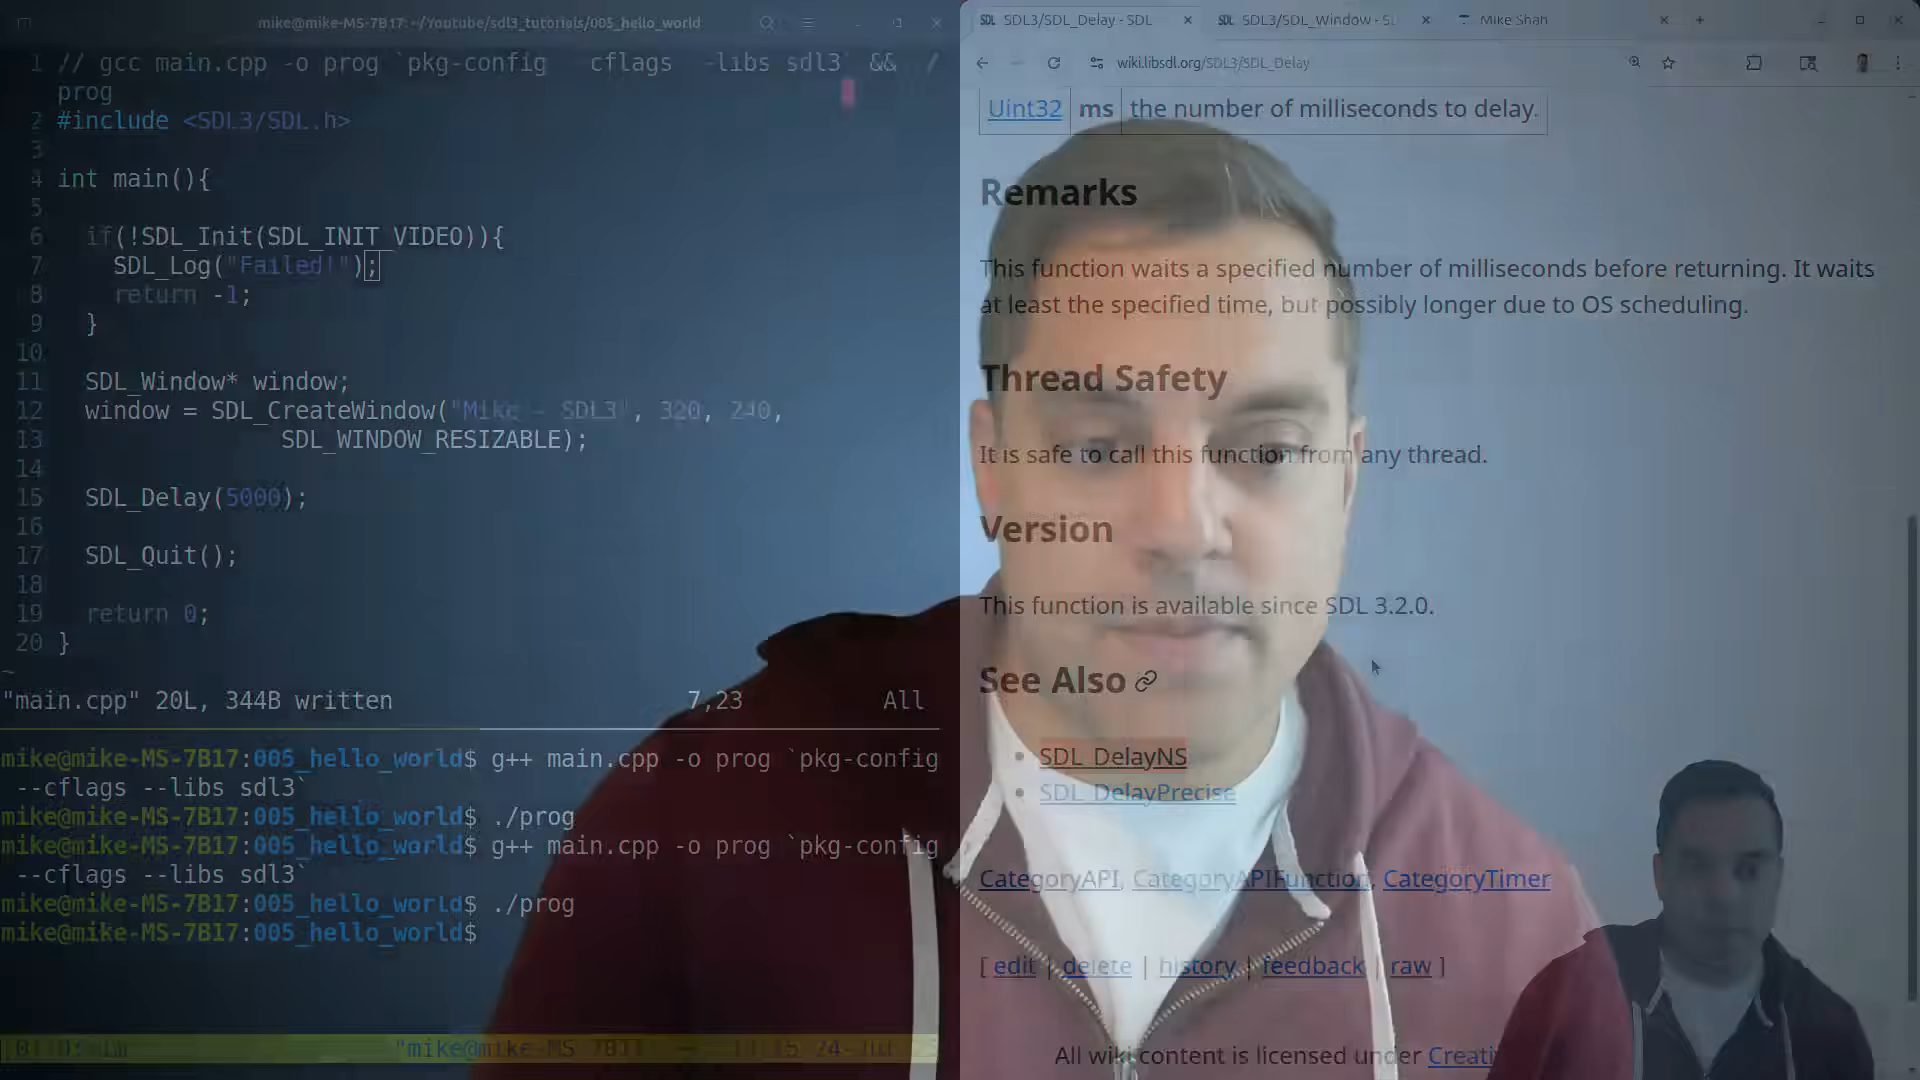 mike@mike-MS-7B17: ~/Youtube/sdl3_tutorials/005_hello_world
1 // gcc main.cpp -o prog `pkg-config cflags -libs sdl3` && /
prog
2 #include <SDL3/SDL.h>
3
4 int main(){
5
6 if(!SDL_Init(SDL_INIT_VIDEO)){
7 SDL_Log("Failed!");
8 return -1;
9 }
10
11 SDL_Window* window;
12 window = SDL_CreateWindow("Mike - SDL3", 320, 240,
13 SDL_WINDOW_RESIZABLE);
14
15 SDL_Delay(5000);
16
17 SDL_Quit();
18
19 return 0;
20 }
~
"main.cpp" 20L, 344B written 7,23 All
mike@mike-MS-7B17:005_hello_world$ g++ main.cpp -o prog `pkg-config
--cflags --libs sdl3`
mike@mike-MS-7B17:005_hello_world$ ./prog
mike@mike-MS-7B17:005_hello_world$ g++ main.cpp -o prog `pkg-config
--cflags --libs sdl3`
mike@mike-MS-7B17:005_hello_world$ ./prog
mike@mike-MS-7B17:005_hello_world$
"mike@mike-MS-7B17
SDL3/SDL_Delay - SDL
SDL3/SDL_Window - SD
Mike Shah
wiki.libsdl.org/SDL3/SDL_Delay
Uint32 ms the number of milliseconds to delay.
Remarks
This function waits a specified number of milliseconds before returning. It waits
at least the specified time, but possibly longer due to OS scheduling.
Thread Safety
It is safe to call this function from any thread.
Version
This function is available since SDL 3.2.0.
See Also
• SDL_DelayNS
• SDL_DelayPrecise
CategoryAPI, CategoryAPIFunction, CategoryTimer
[ edit | delete | history | feedback | raw ]
All wiki content is licensed under Creati